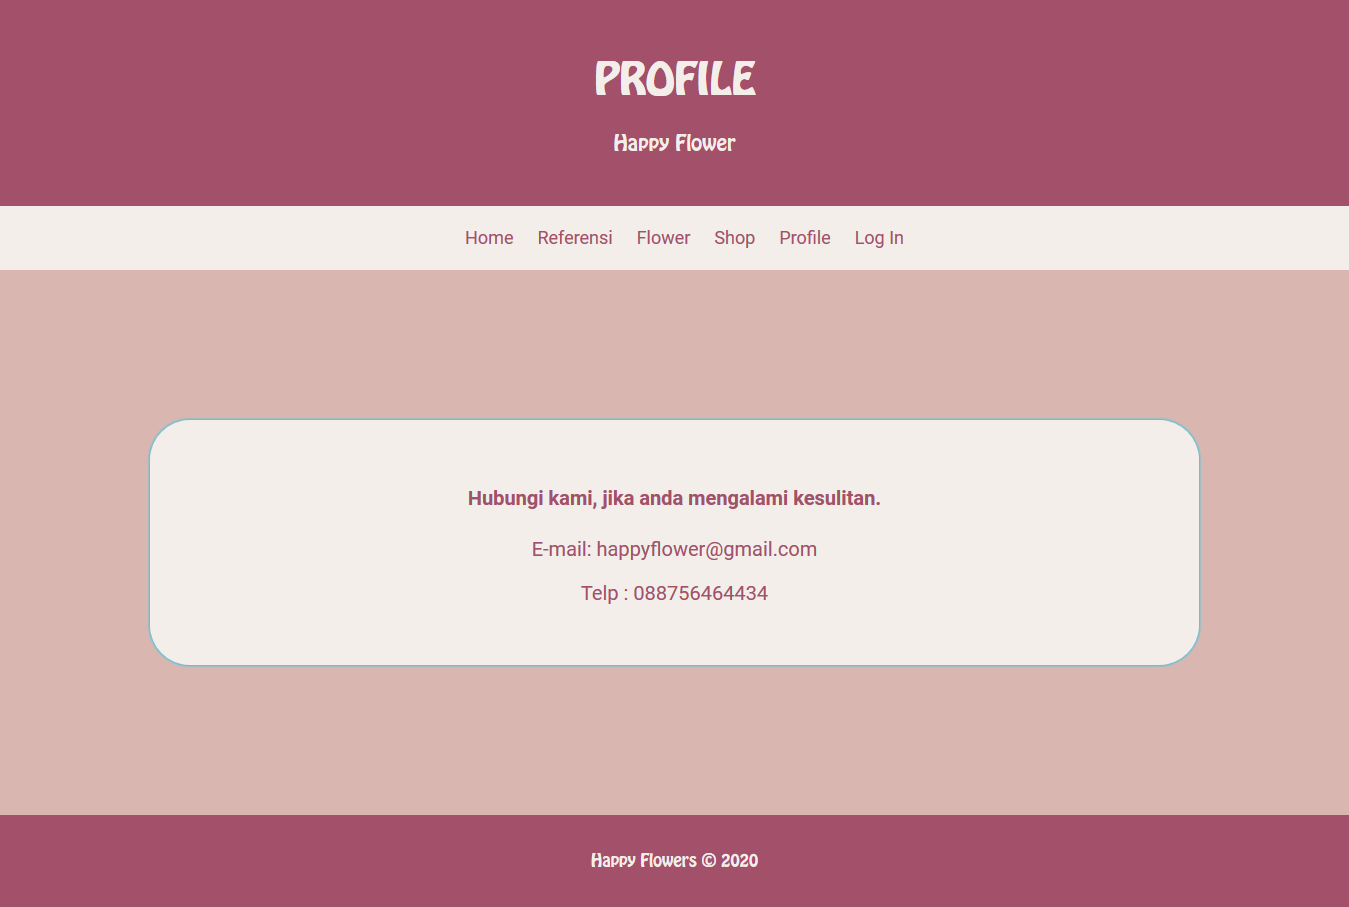 PROFILE
Happy Flower
Home Referensi Flower Shop Profile Log In
Hubungi kami, jika anda mengalami kesulitan.
E-mail: happyflower@gmail.com
Telp : 088756464434
Happy Flowers © 2020